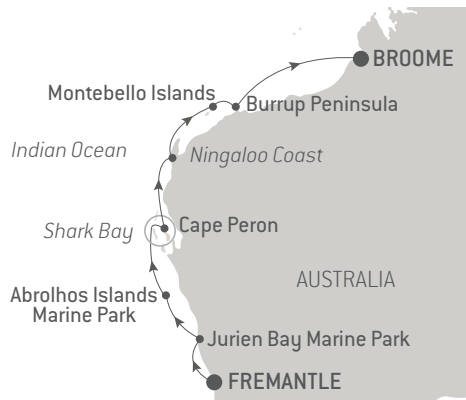 BROOME
Montebello Islands
Burrup Peninsula
Indian Ocean
Ningaloo Coast
Shark Bay
Cape Peron
AUSTRALIA
Abrolhos Islands
Marine Park
Jurien Bay Marine Park
FREMANTLE